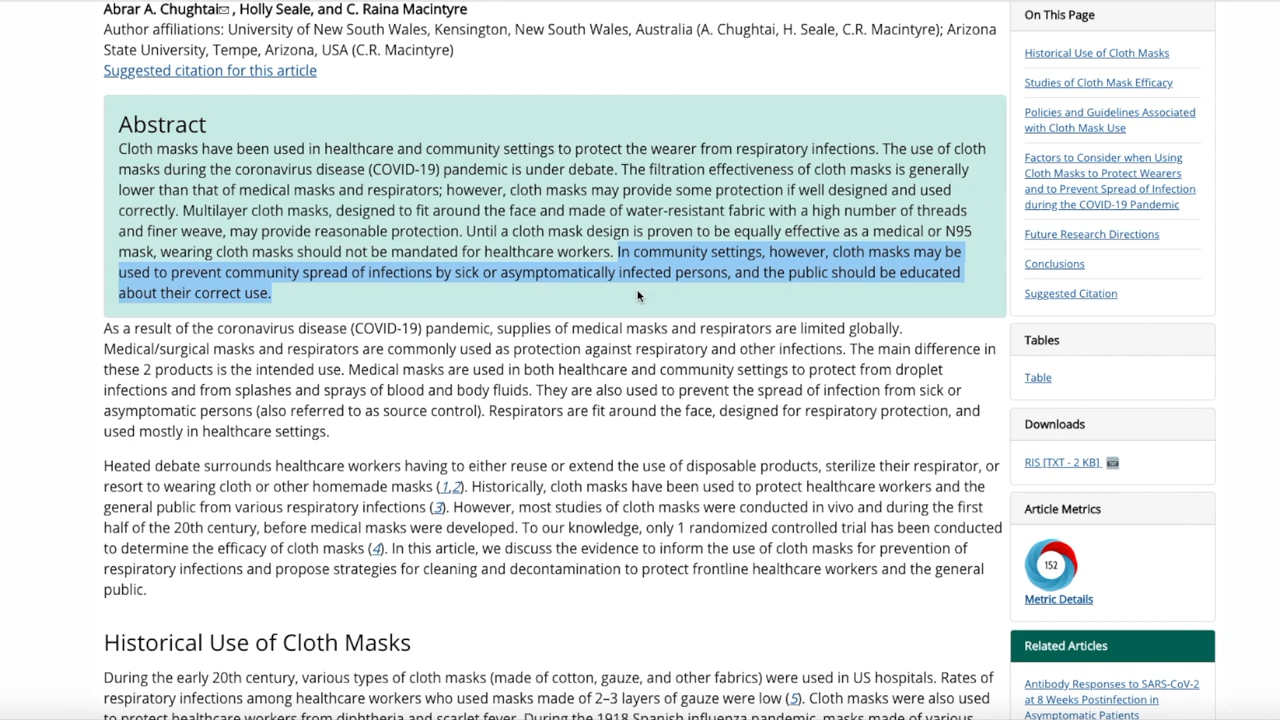 Abrar A. Chughtai✉, Holly Seale, and C. Raina Macintyre
Author affiliations: University of New South Wales, Kensington, New South Wales, Australia (A. Chughtai, H. Seale, C.R. Macintyre); Arizona
State University, Tempe, Arizona, USA (C.R. Macintyre)
Suggested citation for this article
Abstract
Cloth masks have been used in healthcare and community settings to protect the wearer from respiratory infections. The use of cloth
masks during the coronavirus disease (COVID-19) pandemic is under debate. The filtration effectiveness of cloth masks is generally
lower than that of medical masks and respirators; however, cloth masks may provide some protection if well designed and used
correctly. Multilayer cloth masks, designed to fit around the face and made of water-resistant fabric with a high number of threads
and finer weave, may provide reasonable protection. Until a cloth mask design is proven to be equally effective as a medical or N95
mask, wearing cloth masks should not be mandated for healthcare workers. In community settings, however, cloth masks may be
used to prevent community spread of infections by sick or asymptomatically infected persons, and the public should be educated
about their correct use.
As a result of the coronavirus disease (COVID-19) pandemic, supplies of medical masks and respirators are limited globally.
Medical/surgical masks and respirators are commonly used as protection against respiratory and other infections. The main difference in
these 2 products is the intended use. Medical masks are used in both healthcare and community settings to protect from droplet
infections and from splashes and sprays of blood and body fluids. They are also used to prevent the spread of infection from sick or
asymptomatic persons (also referred to as source control). Respirators are fit around the face, designed for respiratory protection, and
used mostly in healthcare settings.
Heated debate surrounds healthcare workers having to either reuse or extend the use of disposable products, sterilize their respirator, or
resort to wearing cloth or other homemade masks (1,2). Historically, cloth masks have been used to protect healthcare workers and the
general public from various respiratory infections (3). However, most studies of cloth masks were conducted in vivo and during the first
half of the 20th century, before medical masks were developed. To our knowledge, only 1 randomized controlled trial has been conducted
to determine the efficacy of cloth masks (4). In this article, we discuss the evidence to inform the use of cloth masks for prevention of
respiratory infections and propose strategies for cleaning and decontamination to protect frontline healthcare workers and the general
public.
Historical Use of Cloth Masks
During the early 20th century, various types of cloth masks (made of cotton, gauze, and other fabrics) were used in US hospitals. Rates of
respiratory infections among healthcare workers who used masks made of 2–3 layers of gauze were low (5). Cloth masks were also used
to protect healthcare workers from diphtheria and scarlet fever. During the 1918 Spanish influenza pandemic, masks made of various
On This Page
Historical Use of Cloth Masks
Studies of Cloth Mask Efficacy
Policies and Guidelines Associated
with Cloth Mask Use
Factors to Consider when Using
Cloth Masks to Protect Wearers
and to Prevent Spread of Infection
during the COVID-19 Pandemic
Future Research Directions
Conclusions
Suggested Citation
Tables
Table
Downloads
RIS [TXT - 2 KB]
Article Metrics
152
Metric Details
Related Articles
Antibody Responses to SARS-CoV-2
at 8 Weeks Postinfection in
Asymptomatic Patients